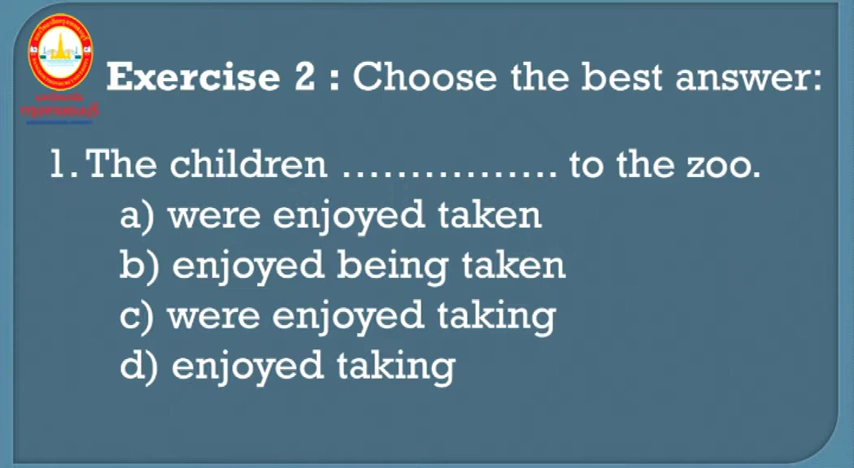 Exercise 2 : Choose the best answer:
1. The children ................ to the zoo.
a) were enjoyed taken
b) enjoyed being taken
c) were enjoyed taking
d) enjoyed taking